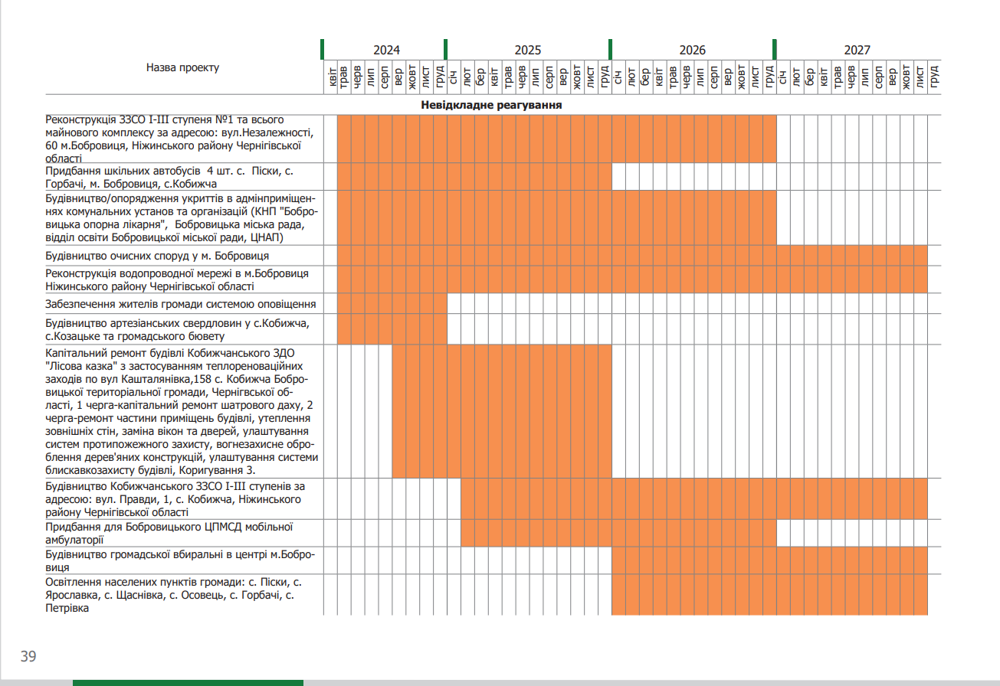 2024 2025 2026 2027
Назва проекту
квіт трав черв лип серп вер жовт лист груд січ лют бер квіт трав черв лип серп вер жовт лист груд січ лют бер квіт трав черв лип серп вер жовт лист груд січ лют бер квіт трав черв лип серп вер жовт лист груд
Невідкладне реагування
Реконструкція ЗЗСО І-ІІІ ступеня №1 та всього
майнового комплексу за адресою: вул.Незалежності,
60 м.Бобровиця, Ніжинського району Чернігівської
області
Придбання шкільних автобусів 4 шт. с. Піски, с.
Горбачі, м. Бобровиця, с.Кобижча
Будівництво/опорядження укриттів в адмінприміщен-
нях комунальних установ та організацій (КНП "Бобро-
вицька опорна лікарня", Бобровицька міська рада,
відділ освіти Бобровицької міської ради, ЦНАП)
Будівництво очисних споруд у м. Бобровиця
Реконструкція водопроводної мережі в м.Бобровиця
Ніжинського району Чернігівської області
Забезпечення жителів громади системою оповіщення
Будівництво артезіанських свердловин у с.Кобижча,
с.Козацьке та громадського бювету
Капітальний ремонт будівлі Кобижчанського ЗДО
"Лісова казка" з застосуванням теплореноваційних
заходів по вул Кашталянівка,158 с. Кобижча Бобро-
вицької територіальної громади, Чернігвської об-
ласті, 1 черга-капітальний ремонт шатрового даху, 2
черга-ремонт частини приміщень будівлі, утеплення
зовнішніх стін, заміна вікон та дверей, улаштування
систем протипожежного захисту, вогнезахисне обро-
блення дерев'яних конструкцій, улаштування системи
блискавкозахисту будівлі, Коригування 3.
Будівництво Кобижчанського ЗЗСО І-ІІІ ступенів за
адресою: вул. Правди, 1, с. Кобижча, Ніжинського
району Чернігівської області
Придбання для Бобровицького ЦПМСД мобільної
амбулаторії
Будівництво громадської вбиральні в центрі м.Бобро-
виця
Освітлення населених пунктів громади: с. Піски, с.
Ярославка, с. Щаснівка, с. Осовець, с. Горбачі, с.
Петрівка
39